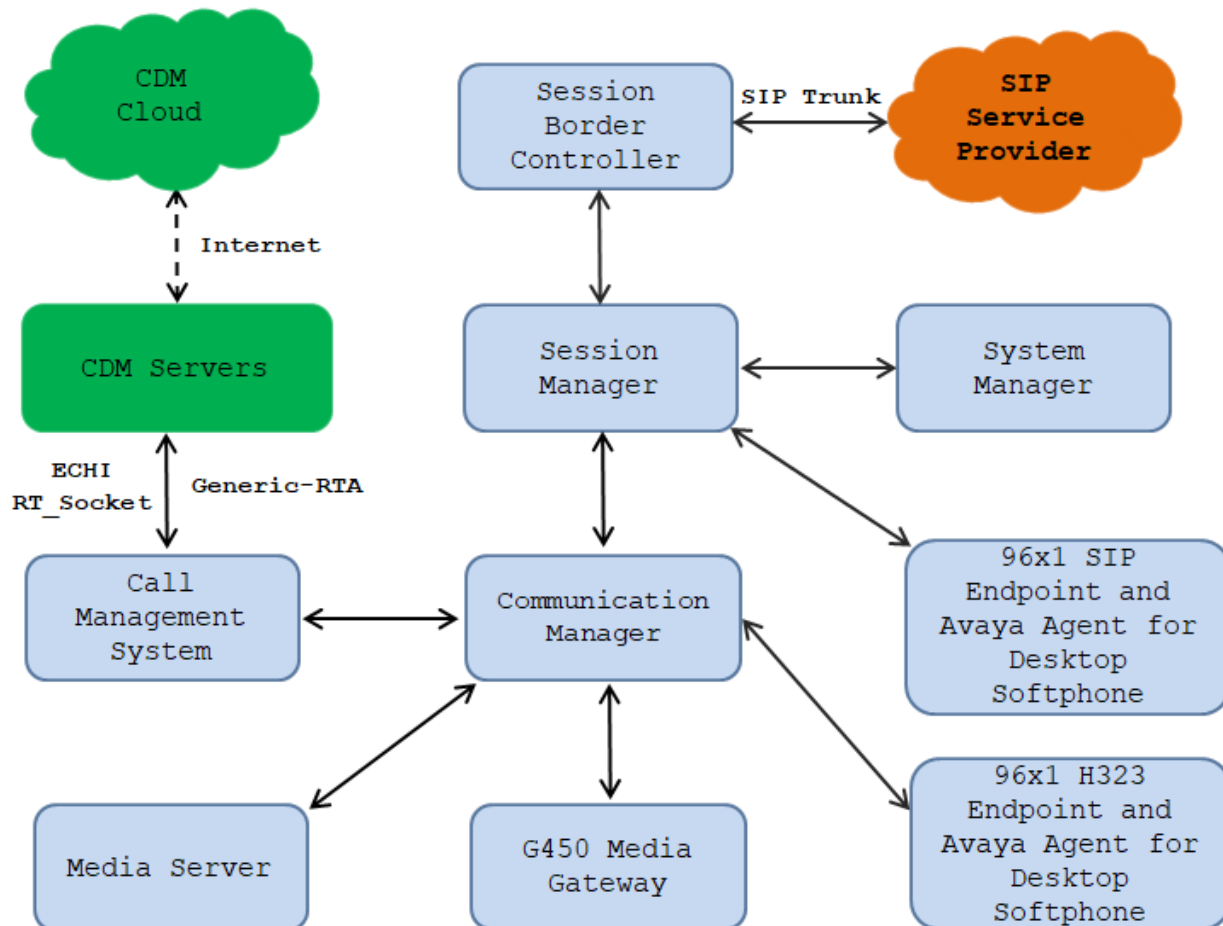 CDM
Cloud
Session
Border
Controller
SIP Trunk
SIP
Service
Provider
Internet
CDM Servers
Session
Manager
System
Manager
ECHI
RT_Socket
Generic-RTA
Call
Management
System
Communication
Manager
96x1 SIP
Endpoint and
Avaya Agent for
Desktop
Softphone
Media Server
G450 Media
Gateway
96x1 H323
Endpoint and
Avaya Agent for
Desktop
Softphone